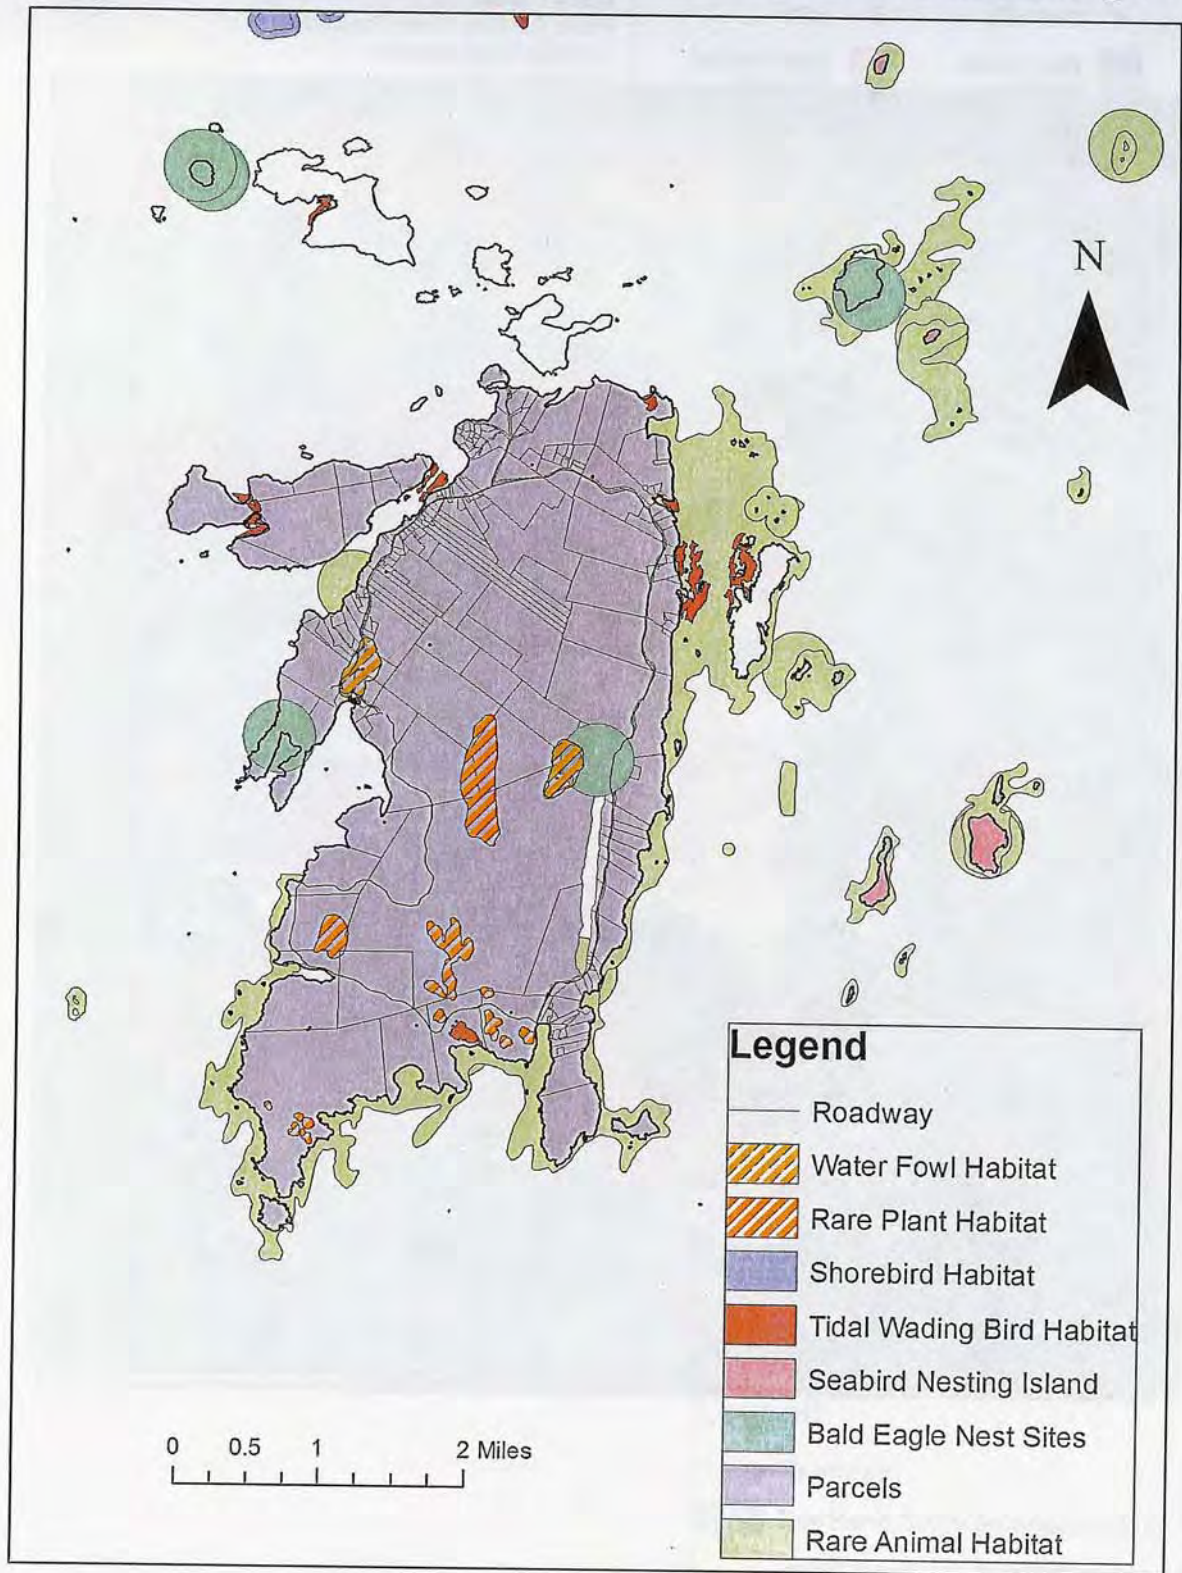 N
Legend
Roadway
Water Fowl Habitat
Rare Plant Habitat
Shorebird Habitat
Tidal Wading Bird Habitat
Seabird Nesting Island
Bald Eagle Nest Sites
Parcels
Rare Animal Habitat
0 0.5 1 2 Miles